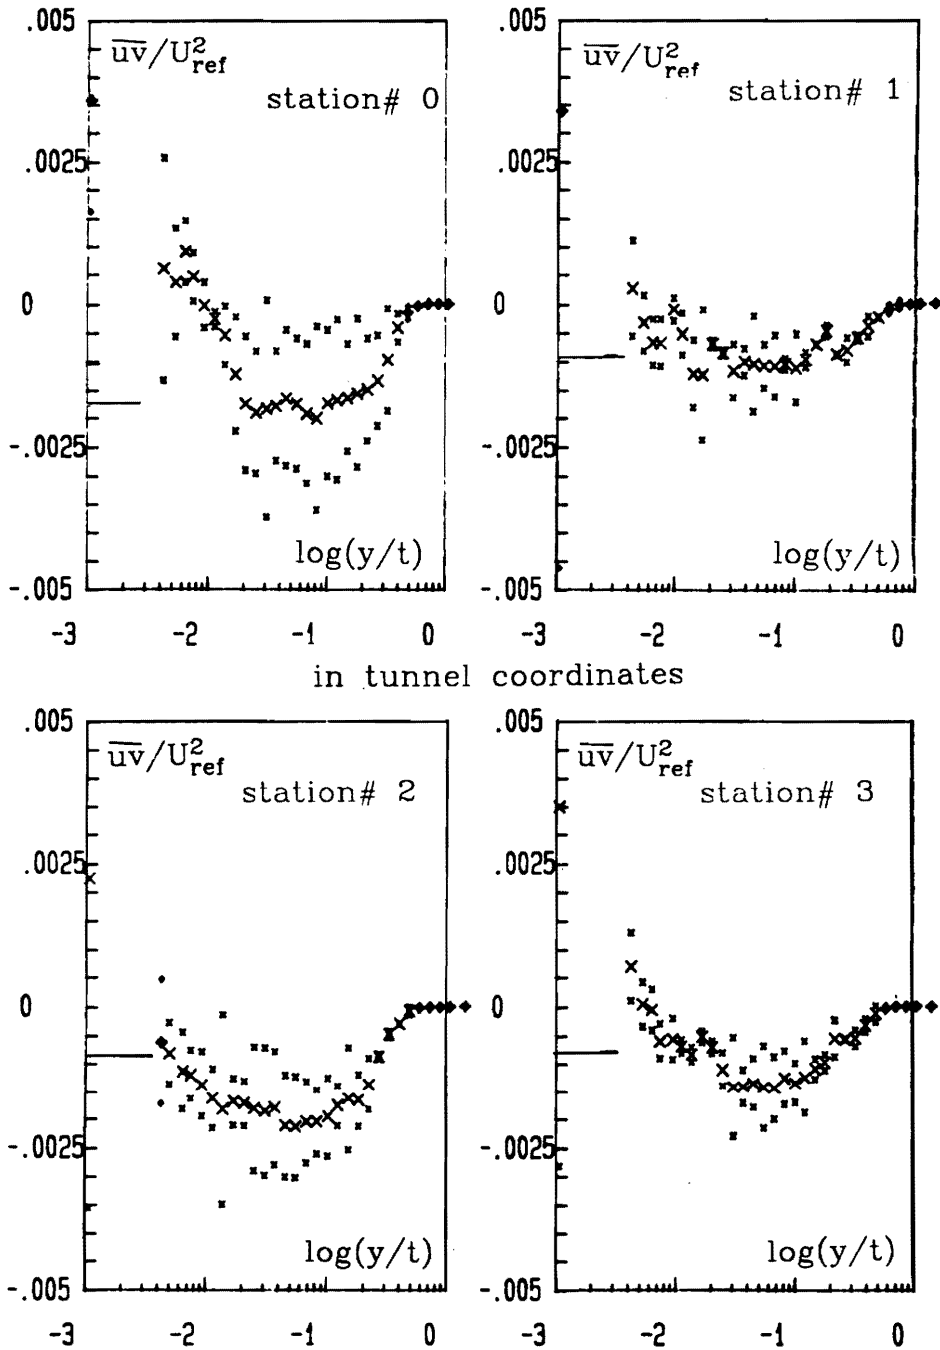 .005
uv/U²ref
station# 0
.0025
0
-.0025
log(y/t)
-.005
-3 -2 -1 0
.005
uv/U²ref
station# 1
.0025
0
-.0025
log(y/t)
-.005
-3 -2 -1 0
in tunnel coordinates
.005
uv/U²ref
station# 2
.0025
0
-.0025
log(y/t)
-.005
-3 -2 -1 0
.005
uv/U²ref
station# 3
.0025
0
-.0025
log(y/t)
-.005
-3 -2 -1 0